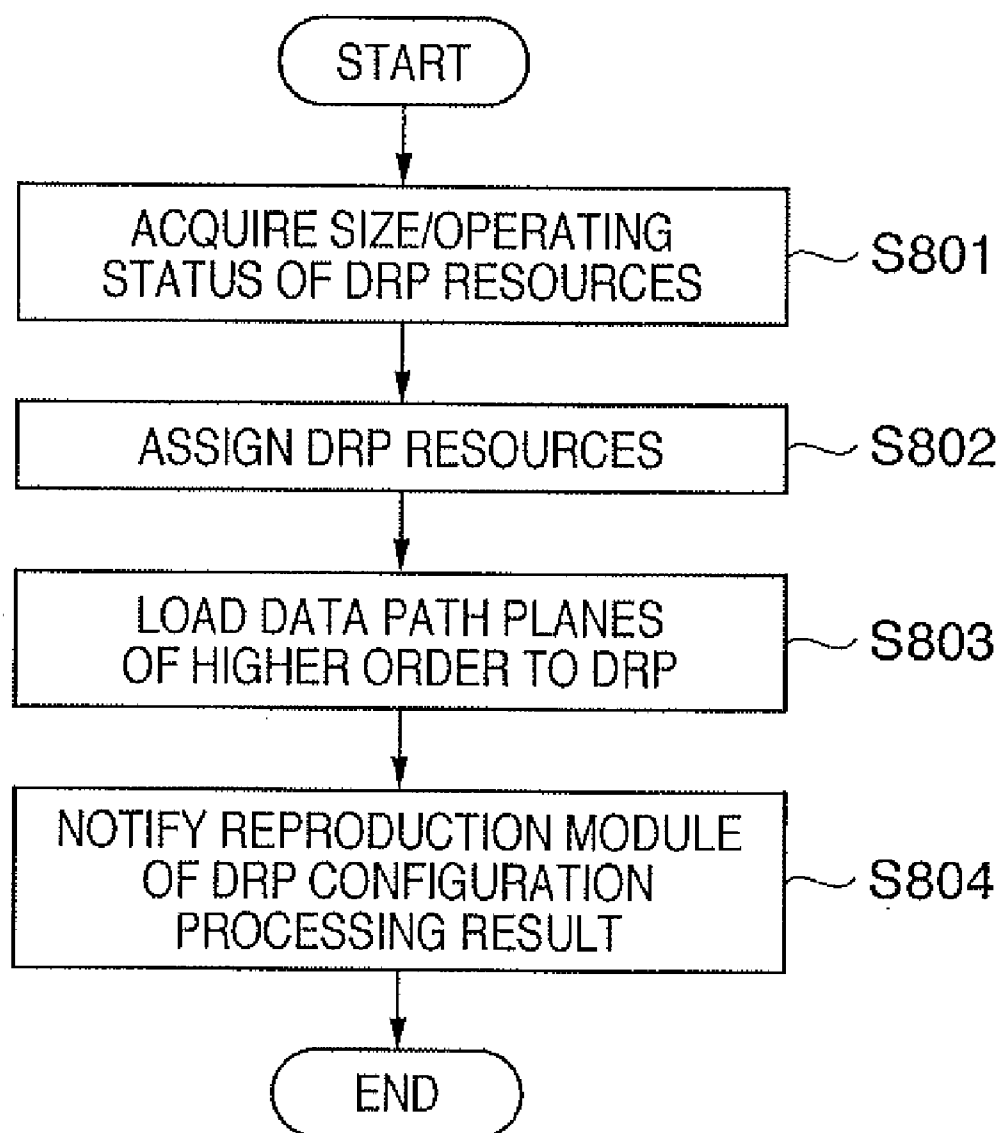 START
ACQUIRE SIZE/OPERATING
STATUS OF DRP RESOURCES
S801
ASSIGN DRP RESOURCES
S802
LOAD DATA PATH PLANES
OF HIGHER ORDER TO DRP
S803
NOTIFY REPRODUCTION MODULE
OF DRP CONFIGURATION
PROCESSING RESULT
S804
END